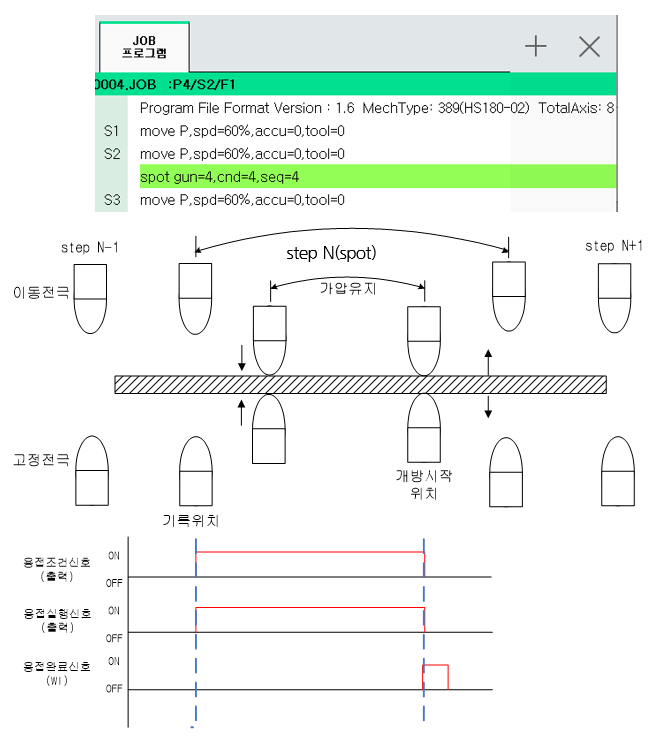 JOB
프로그램
0004.JOB :P4/S2/F1
Program File Format Version : 1.6 MechType: 389(HS180-02) TotalAxis: 8
S1 move P,spd=60%,accu=0,tool=0
S2 move P,spd=60%,accu=0,tool=0
spot gun=4,cnd=4,seq=4
S3 move P,spd=60%,accu=0,tool=0
step N-1
step N(spot)
step N+1
이동전극
가압유지
고정전극
개방시작
위치
기록위치
용접조건신호
(출력)
ON
OFF
용접실행신호
(출력)
ON
OFF
용접완료신호
(WI)
ON
OFF